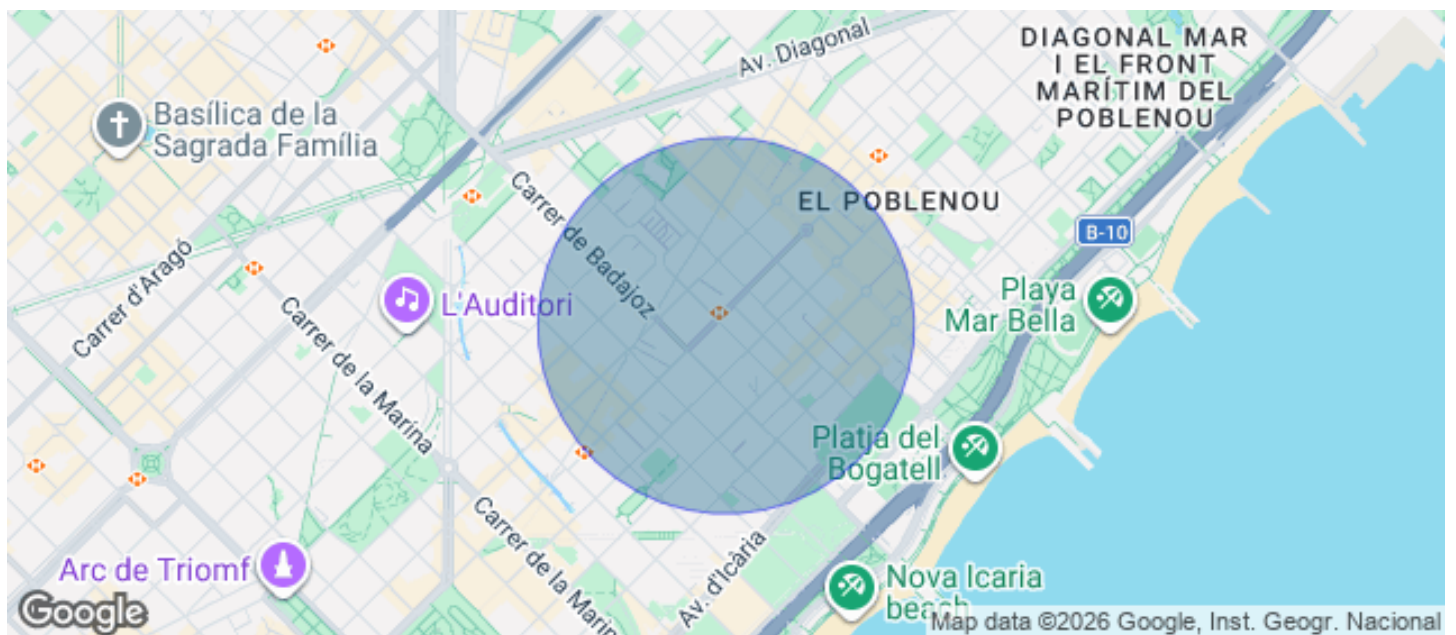 DIAGONAL MAR
I EL FRONT
MARÍTIM DEL
POBLENOU
Av. Diagonal
Basílica de la
Sagrada Família
Carrer de Badajoz
EL POBLENOU
B-10
Carrer d'Aragó
L'Auditori
Playa
Mar Bella
Carrer de la Marina
Platja del
Bogatell
Carrer de la Marina
Av. d'Icària
Arc de Triomf
Nova Icaria
beach
Google
Map data ©2026 Google, Inst. Geogr. Nacional